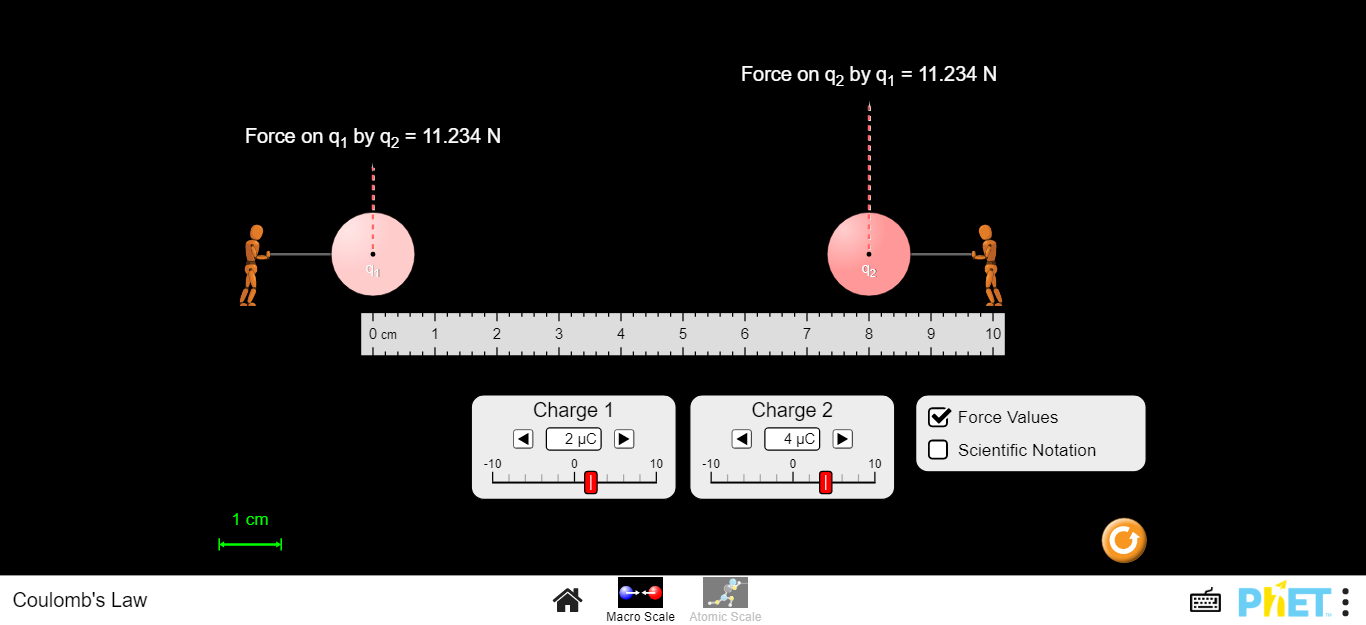 Force on q₂ by q₁ = 11.234 N
Force on q₁ by q₂ = 11.234 N
q₁
q₂
0 cm 1 2 3 4 5 6 7 8 9 10
Charge 1
2 μC
-10 0 10
Charge 2
4 μC
-10 0 10
Force Values
Scientific Notation
1 cm
Coulomb's Law
Macro Scale
Atomic Scale
PhET